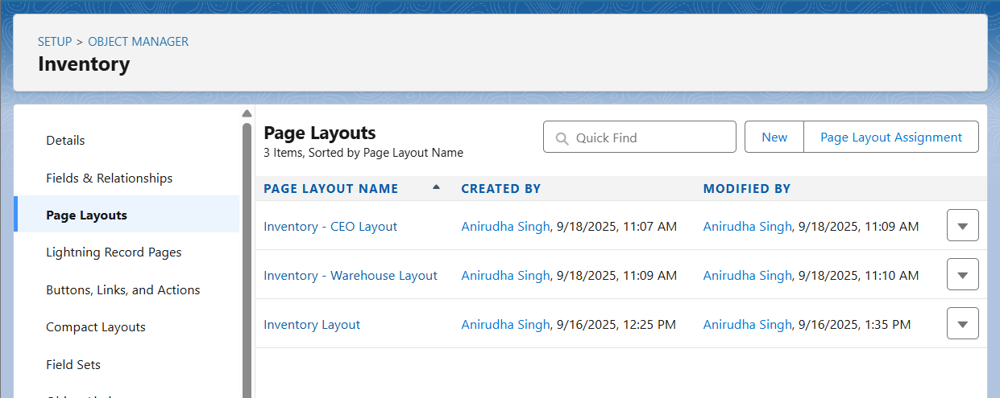 SETUP > OBJECT MANAGER
Inventory
Details
Fields & Relationships
Page Layouts
Lightning Record Pages
Buttons, Links, and Actions
Compact Layouts
Field Sets
Page Layouts
3 Items, Sorted by Page Layout Name
Quick Find
New
Page Layout Assignment
PAGE LAYOUT NAME CREATED BY MODIFIED BY
Inventory - CEO Layout Anirudha Singh, 9/18/2025, 11:07 AM Anirudha Singh, 9/18/2025, 11:09 AM
Inventory - Warehouse Layout Anirudha Singh, 9/18/2025, 11:09 AM Anirudha Singh, 9/18/2025, 11:10 AM
Inventory Layout Anirudha Singh, 9/16/2025, 12:25 PM Anirudha Singh, 9/16/2025, 1:35 PM